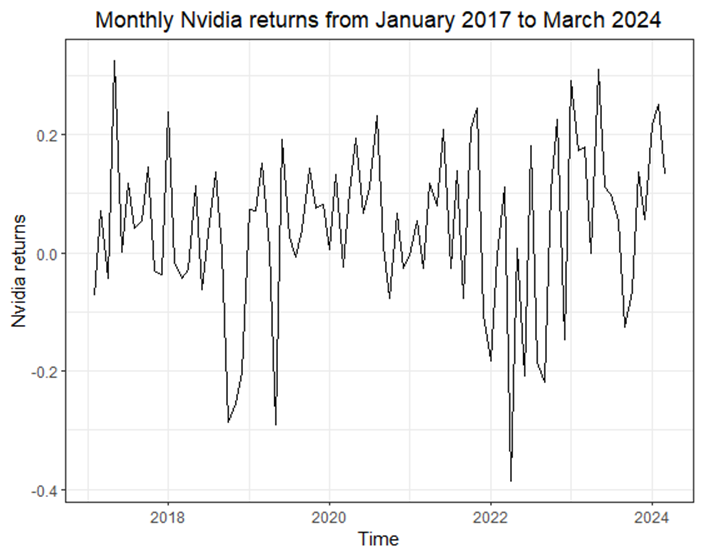 Monthly Nvidia returns from January 2017 to March 2024
Nvidia returns
0.2
0.0
-0.2
-0.4
2018 2020 2022 2024
Time